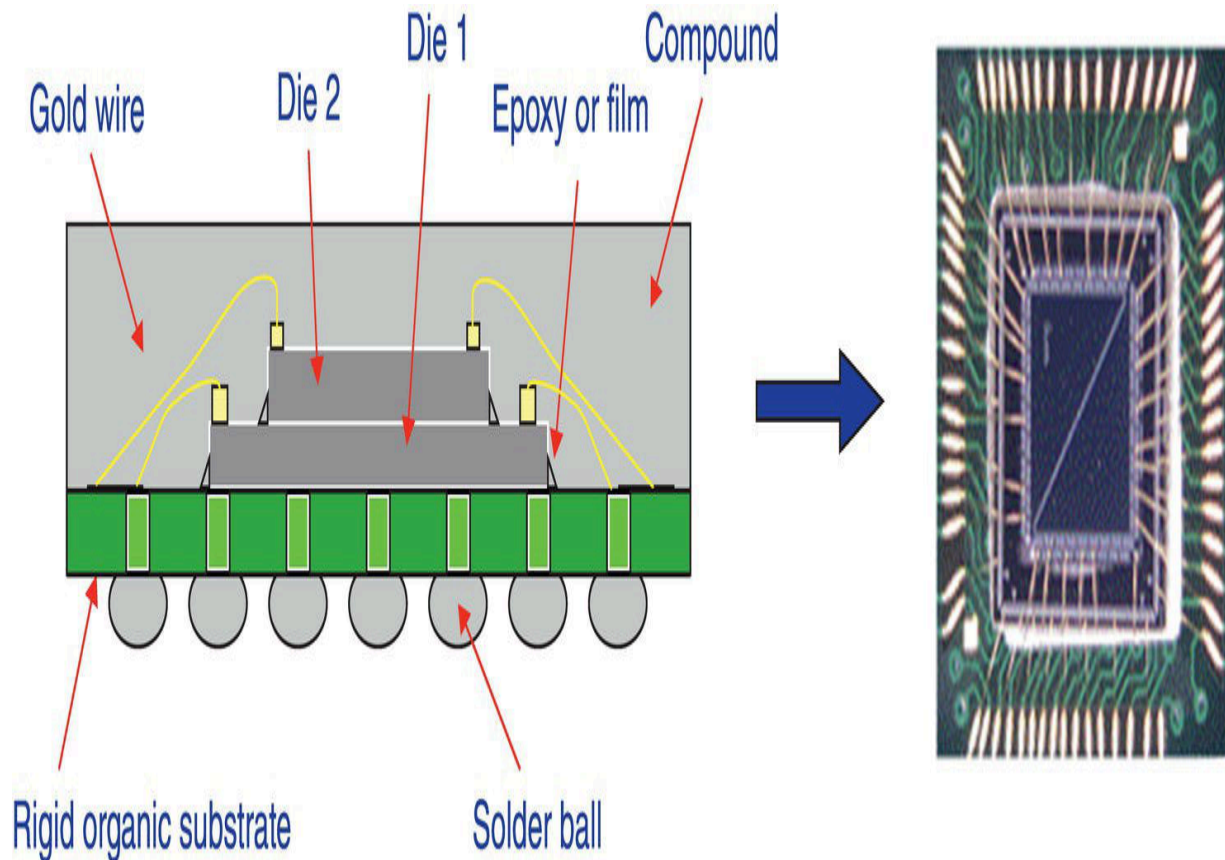 Die 1
Compound
Die 2
Gold wire
Epoxy or film
Rigid organic substrate
Solder ball